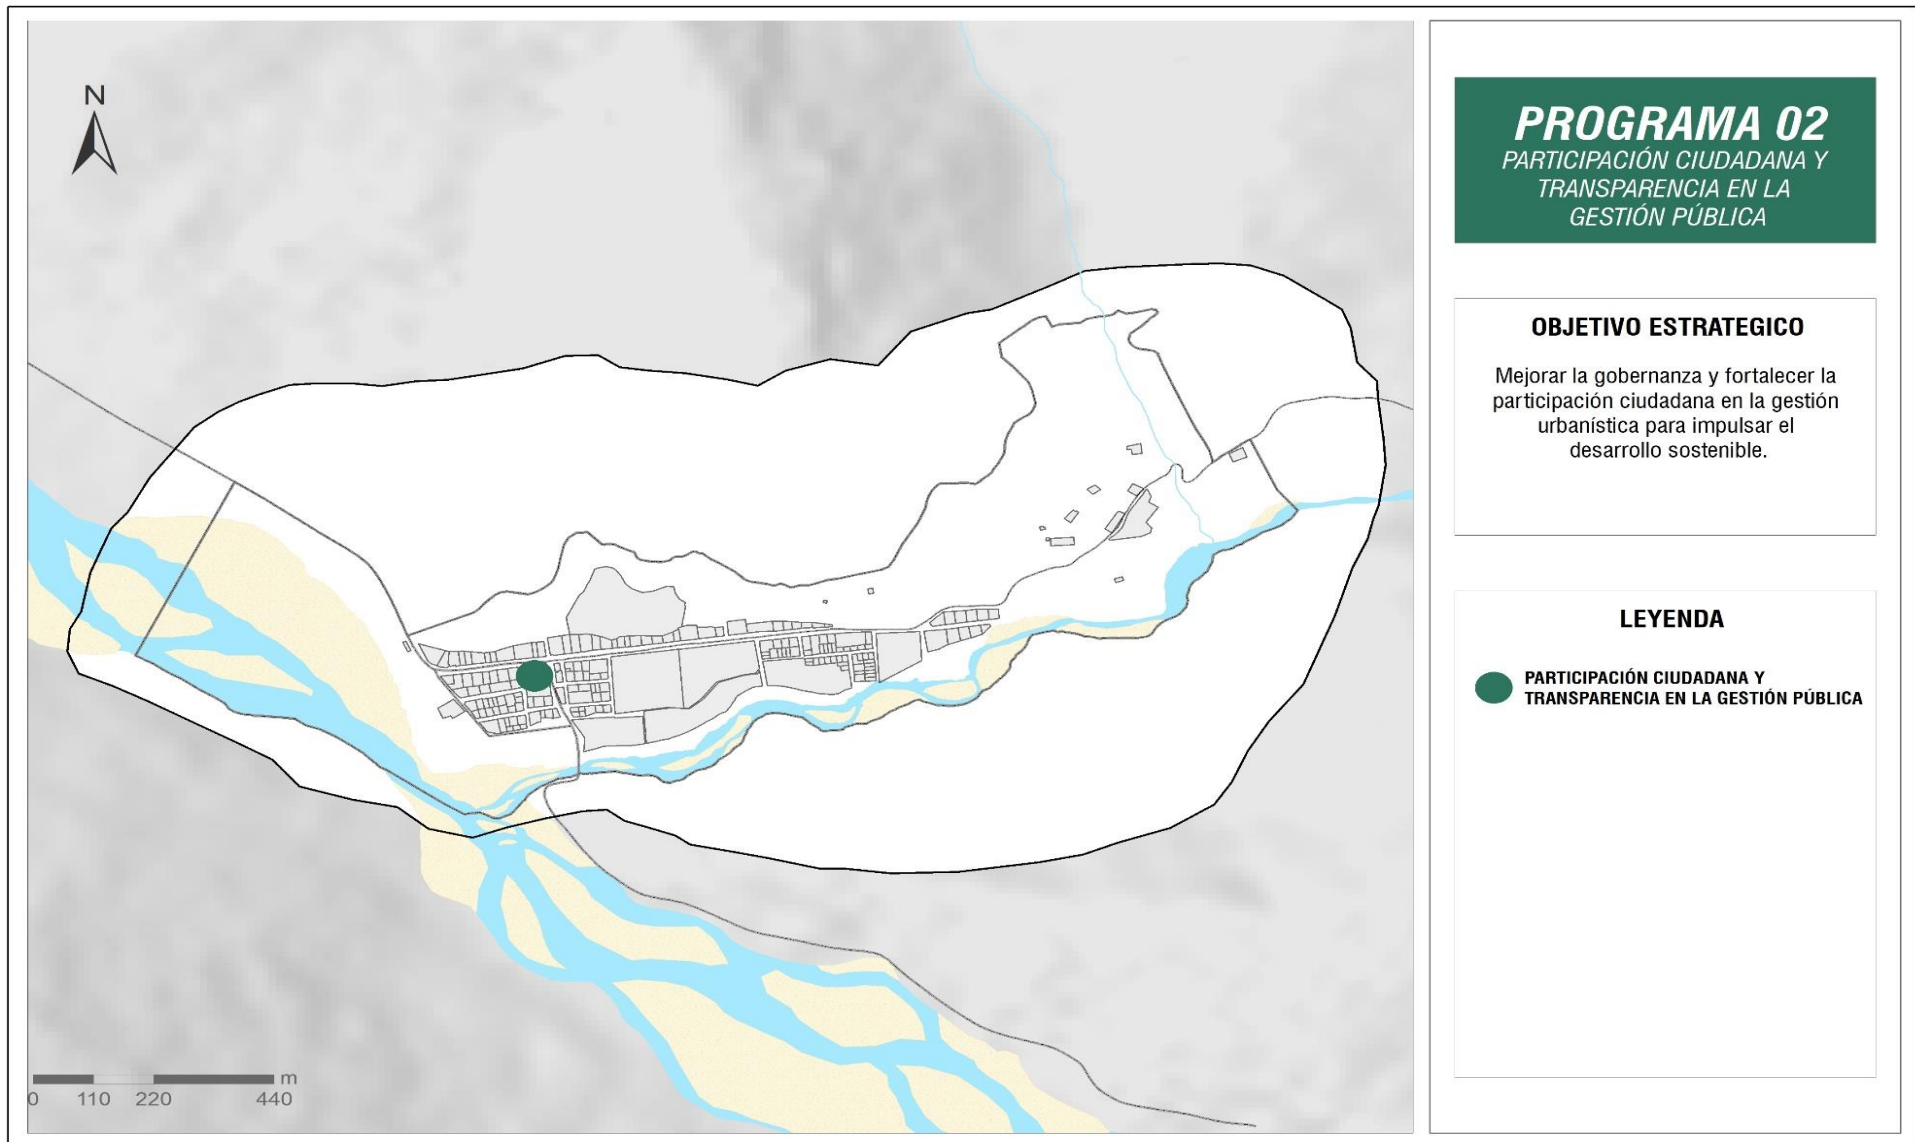 N
PROGRAMA 02
PARTICIPACIÓN CIUDADANA Y
TRANSPARENCIA EN LA
GESTIÓN PÚBLICA
OBJETIVO ESTRATEGICO
Mejorar la gobernanza y fortalecer la
participación ciudadana en la gestión
urbanística para impulsar el
desarrollo sostenible.
LEYENDA
PARTICIPACIÓN CIUDADANA Y
TRANSPARENCIA EN LA GESTIÓN PÚBLICA
m
0 110 220 440